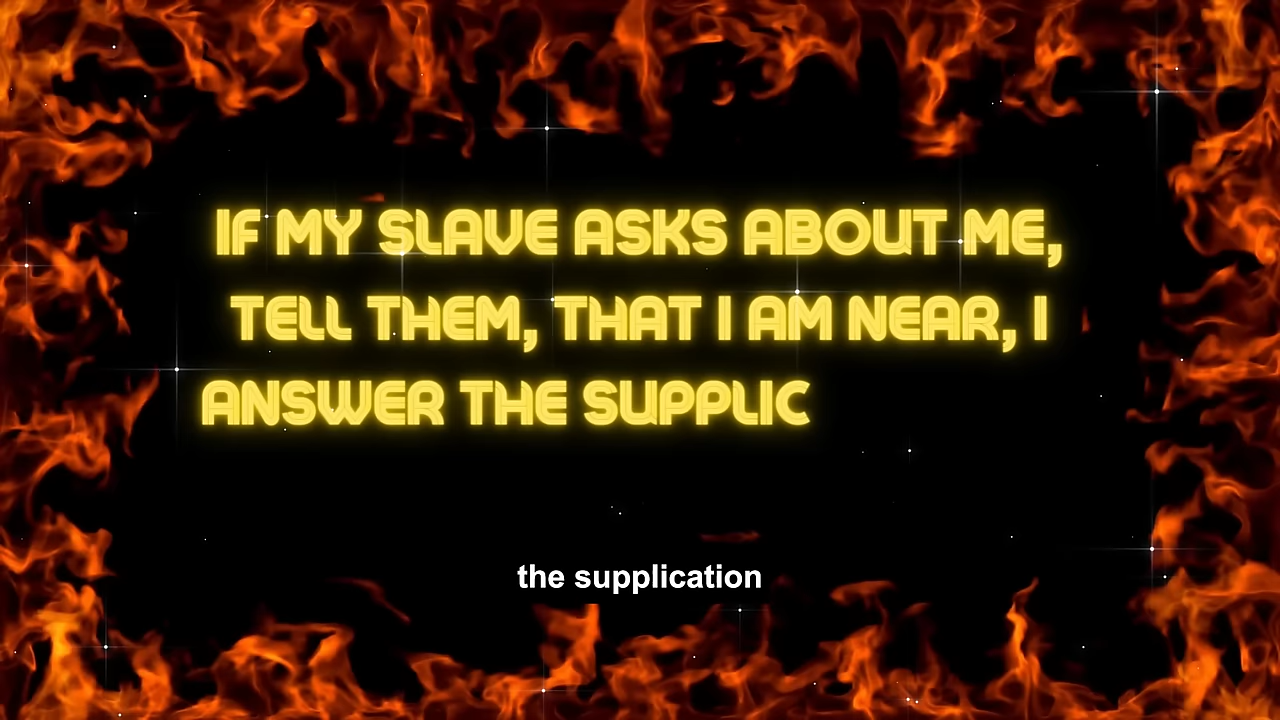 IF MY SLAVE ASKS ABOUT ME,
TELL THEM, THAT I AM NEAR, I
ANSWER THE SUPPLIC
the supplication